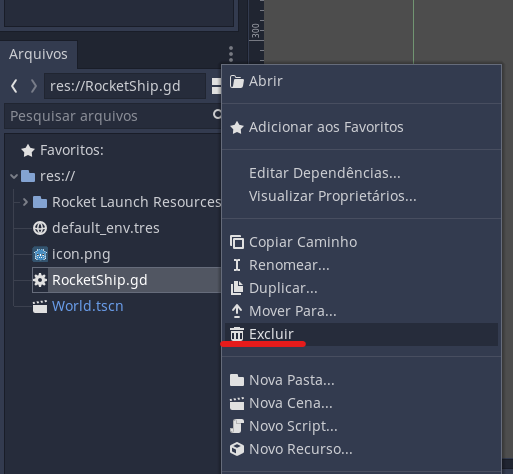 300
Arquivos
res://RocketShip.gd
Abrir
Pesquisar arquivos
Adicionar aos Favoritos
Favoritos:
res://
Editar Dependências...
Visualizar Proprietários...
Rocket Launch Resources
default_env.tres
Copiar Caminho
icon.png
Renomear...
RocketShip.gd
Duplicar...
World.tscn
Mover Para...
Excluir
Nova Pasta...
Nova Cena...
Novo Script...
Novo Recurso...